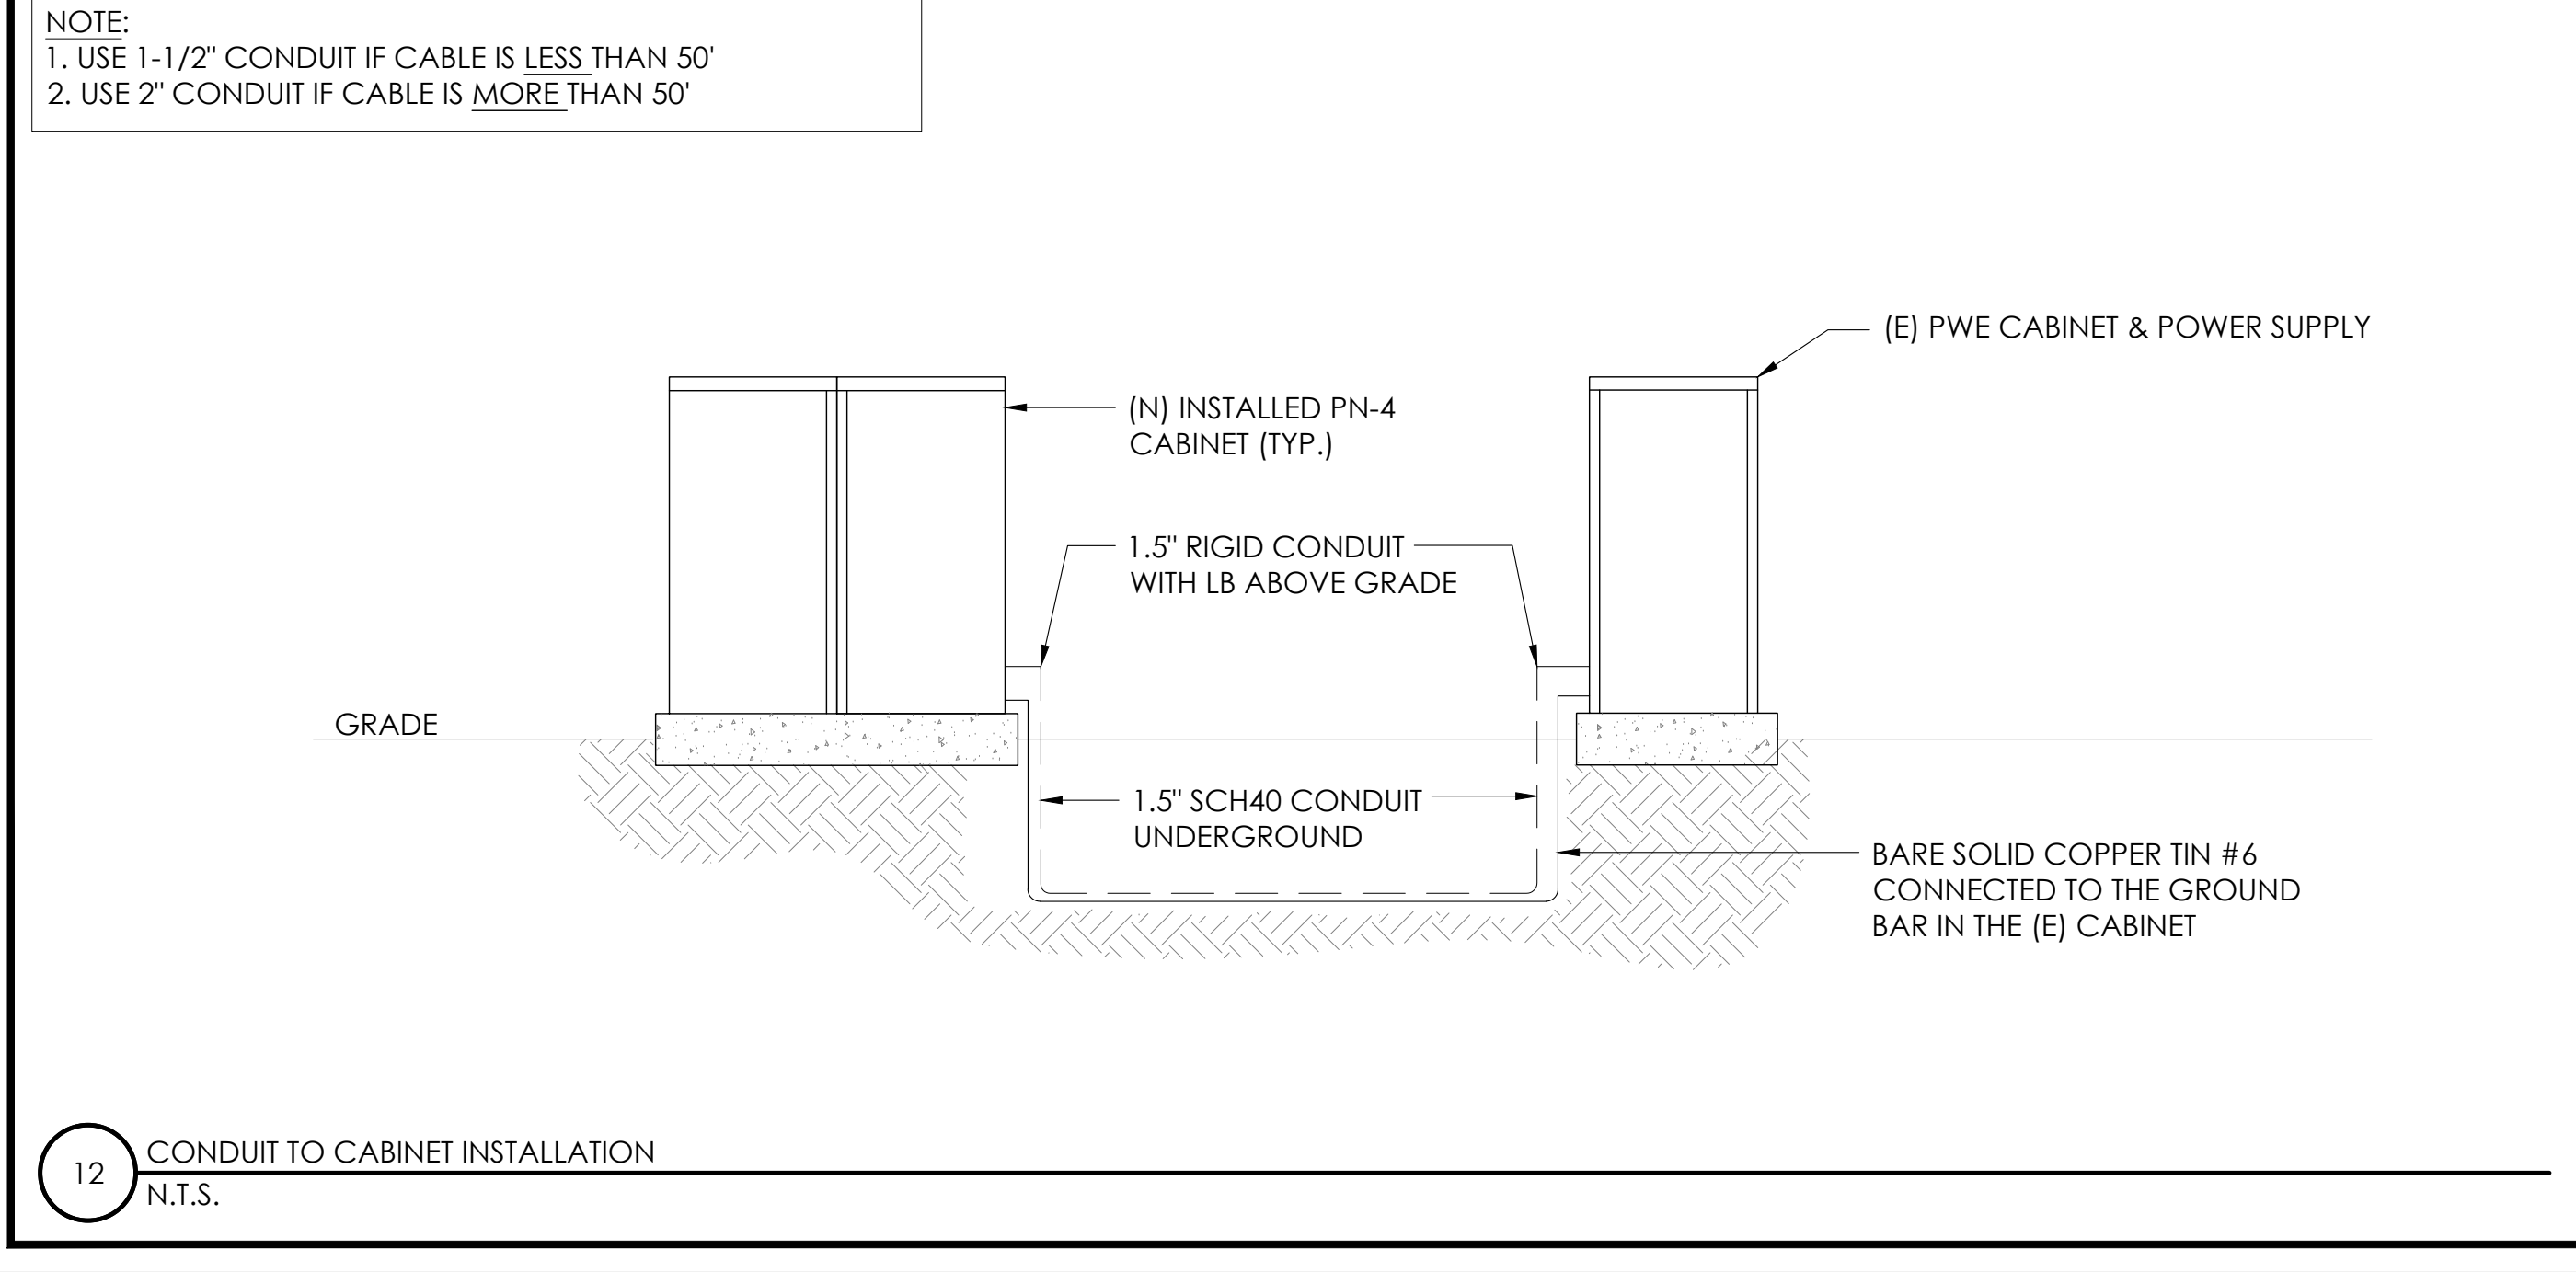 NOTE:
1. USE 1-1/2" CONDUIT IF CABLE IS LESS THAN 50'
2. USE 2" CONDUIT IF CABLE IS MORE THAN 50'
(E) PWE CABINET & POWER SUPPLY
(N) INSTALLED PN-4
CABINET (TYP.)
1.5" RIGID CONDUIT
WITH LB ABOVE GRADE
GRADE
1.5" SCH40 CONDUIT
UNDERGROUND
BARE SOLID COPPER TIN #6
CONNECTED TO THE GROUND
BAR IN THE (E) CABINET
12
CONDUIT TO CABINET INSTALLATION
N.T.S.